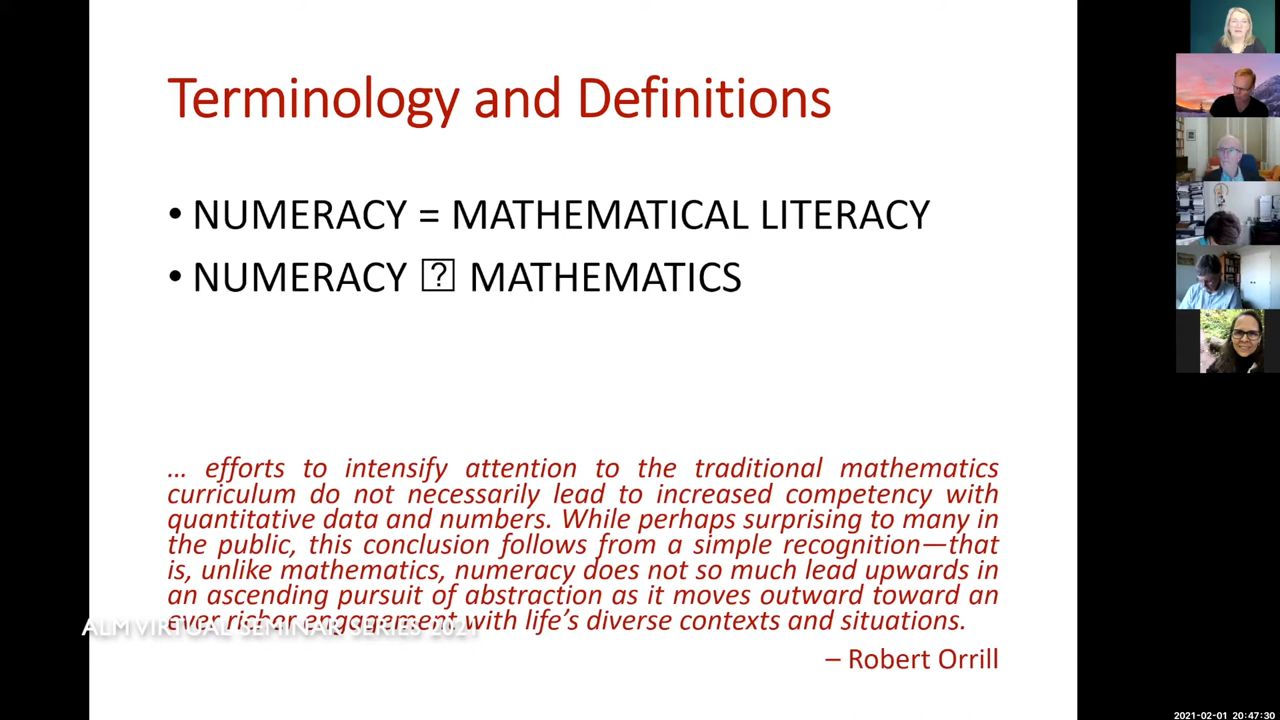 Terminology and Definitions
• NUMERACY = MATHEMATICAL LITERACY
• NUMERACY ⍰ MATHEMATICS
… efforts to intensify attention to the traditional mathematics
curriculum do not necessarily lead to increased competency with
quantitative data and numbers. While perhaps surprising to many in
the public, this conclusion follows from a simple recognition—that
is, unlike mathematics, numeracy does not so much lead upwards in
an ascending pursuit of abstraction as it moves outward toward an
ever richer engagement with life's diverse contexts and situations.
ALM VIRTUAL SEMINAR SERIES 2021
– Robert Orrill
2021-02-01 20:47:30